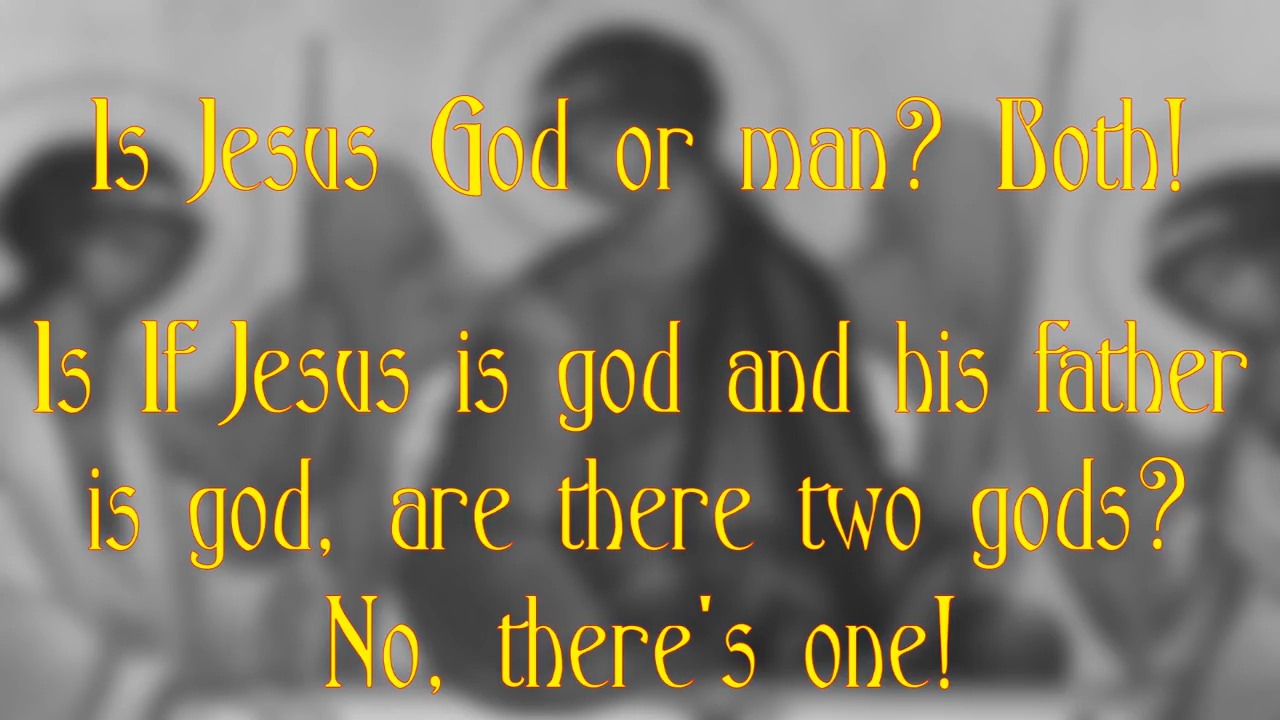 Is Jesus God or man? Both!
Is If Jesus is god and his father
is god, are there two gods?
No, there's one!